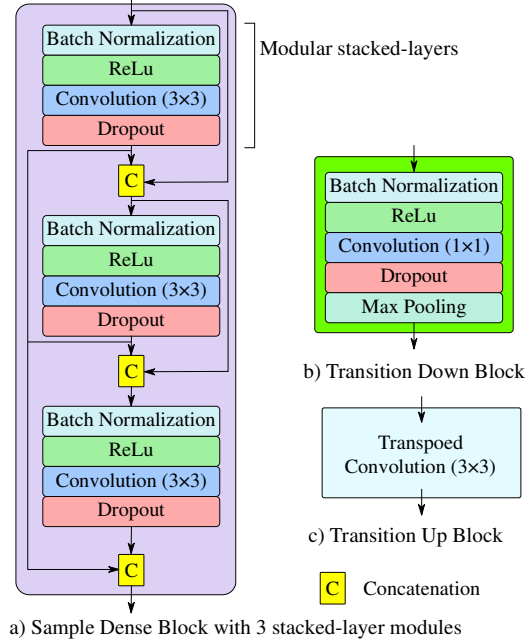 Batch Normalization
ReLu
Convolution (3×3)
Dropout
Modular stacked-layers
C
Batch Normalization
ReLu
Convolution (3×3)
Dropout
C
Batch Normalization
ReLu
Convolution (3×3)
Dropout
C
a) Sample Dense Block with 3 stacked-layer modules
Batch Normalization
ReLu
Convolution (1×1)
Dropout
Max Pooling
b) Transition Down Block
Transpoed
Convolution (3×3)
c) Transition Up Block
C Concatenation